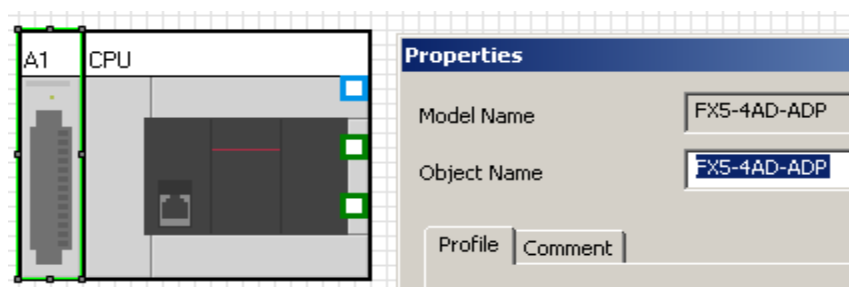 A1 CPU
Properties
Model Name FX5-4AD-ADP
Object Name FX5-4AD-ADP
Profile Comment